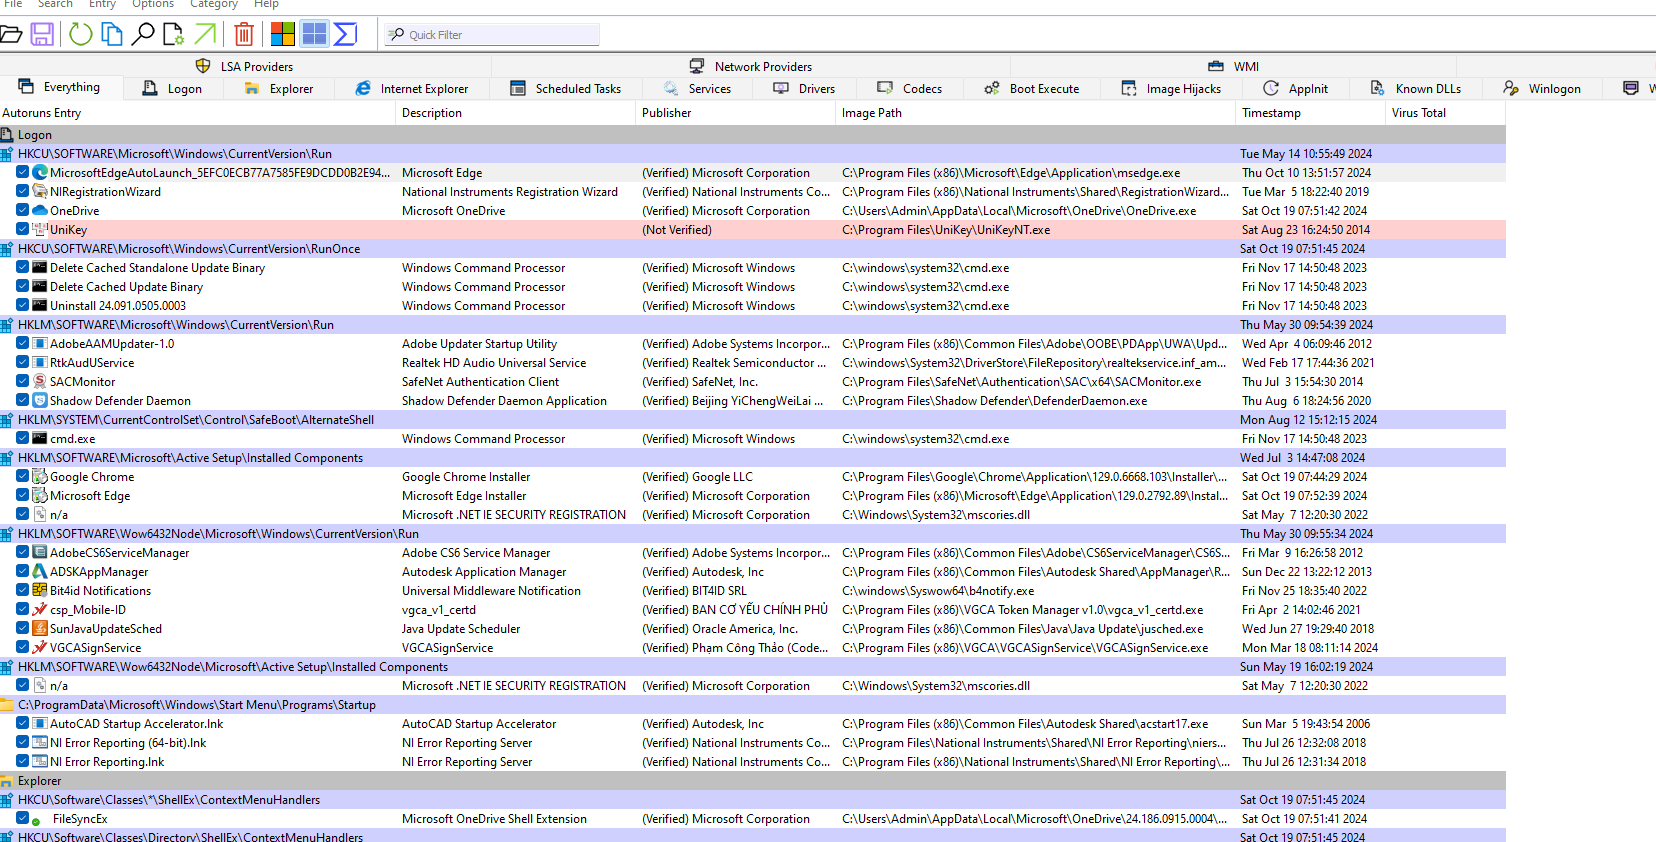 File Search Entry Options Category Help
Quick Filter
LSA Providers Network Providers WMI
Everything Logon Explorer Internet Explorer Scheduled Tasks Services Drivers Codecs Boot Execute Image Hijacks AppInit Known DLLs Winlogon W
Autoruns Entry Description Publisher Image Path Timestamp Virus Total
Logon
HKCU\SOFTWARE\Microsoft\Windows\CurrentVersion\Run Tue May 14 10:55:49 2024
MicrosoftEdgeAutoLaunch_5EFC0ECB77A7585FE9DCDD0B2E94... Microsoft Edge (Verified) Microsoft Corporation C:\Program Files (x86)\Microsoft\Edge\Application\msedge.exe Thu Oct 10 13:51:57 2024
NIRegistrationWizard National Instruments Registration Wizard (Verified) National Instruments Co... C:\Program Files (x86)\National Instruments\Shared\RegistrationWizard... Tue Mar 5 18:22:40 2019
OneDrive Microsoft OneDrive (Verified) Microsoft Corporation C:\Users\Admin\AppData\Local\Microsoft\OneDrive\OneDrive.exe Sat Oct 19 07:51:42 2024
UniKey (Not Verified) C:\Program Files\UniKey\UniKeyNT.exe Sat Aug 23 16:24:50 2014
HKCU\SOFTWARE\Microsoft\Windows\CurrentVersion\RunOnce Sat Oct 19 07:51:45 2024
Delete Cached Standalone Update Binary Windows Command Processor (Verified) Microsoft Windows C:\windows\system32\cmd.exe Fri Nov 17 14:50:48 2023
Delete Cached Update Binary Windows Command Processor (Verified) Microsoft Windows C:\windows\system32\cmd.exe Fri Nov 17 14:50:48 2023
Uninstall 24.091.0505.0003 Windows Command Processor (Verified) Microsoft Windows C:\windows\system32\cmd.exe Fri Nov 17 14:50:48 2023
HKLM\SOFTWARE\Microsoft\Windows\CurrentVersion\Run Thu May 30 09:54:39 2024
AdobeAAMUpdater-1.0 Adobe Updater Startup Utility (Verified) Adobe Systems Incorpor... C:\Program Files (x86)\Common Files\Adobe\OOBE\PDApp\UWA\Upd... Wed Apr 4 06:09:46 2012
RtkAudUService Realtek HD Audio Universal Service (Verified) Realtek Semiconductor ... C:\windows\System32\DriverStore\FileRepository\realtekservice.inf_am... Wed Feb 17 17:44:36 2021
SACMonitor SafeNet Authentication Client (Verified) SafeNet, Inc. C:\Program Files\SafeNet\Authentication\SAC\x64\SACMonitor.exe Thu Jul 3 15:54:30 2014
Shadow Defender Daemon Shadow Defender Daemon Application (Verified) Beijing YiChengWeiLai ... C:\Program Files\Shadow Defender\DefenderDaemon.exe Thu Aug 6 18:24:56 2020
HKLM\SYSTEM\CurrentControlSet\Control\SafeBoot\AlternateShell Mon Aug 12 15:12:15 2024
cmd.exe Windows Command Processor (Verified) Microsoft Windows C:\windows\system32\cmd.exe Fri Nov 17 14:50:48 2023
HKLM\SOFTWARE\Microsoft\Active Setup\Installed Components Wed Jul 3 14:47:08 2024
Google Chrome Google Chrome Installer (Verified) Google LLC C:\Program Files\Google\Chrome\Application\129.0.6668.103\Installer\... Sat Oct 19 07:44:29 2024
Microsoft Edge Microsoft Edge Installer (Verified) Microsoft Corporation C:\Program Files (x86)\Microsoft\Edge\Application\129.0.2792.89\Instal... Sat Oct 19 07:52:39 2024
n/a Microsoft .NET IE SECURITY REGISTRATION (Verified) Microsoft Corporation C:\Windows\System32\mscories.dll Sat May 7 12:20:30 2022
HKLM\SOFTWARE\Wow6432Node\Microsoft\Windows\CurrentVersion\Run Thu May 30 09:55:34 2024
AdobeCS6ServiceManager Adobe CS6 Service Manager (Verified) Adobe Systems Incorpor... C:\Program Files (x86)\Common Files\Adobe\CS6ServiceManager\CS6S... Fri Mar 9 16:26:58 2012
ADSKAppManager Autodesk Application Manager (Verified) Autodesk, Inc C:\Program Files (x86)\Common Files\Autodesk Shared\AppManager\R... Sun Dec 22 13:22:12 2013
Bit4id Notifications Universal Middleware Notification (Verified) BIT4ID SRL C:\windows\Syswow64\b4notify.exe Fri Nov 25 18:35:40 2022
csp_Mobile-ID vgca_v1_certd (Verified) BAN CƠ YẾU CHÍNH PHỦ C:\Program Files (x86)\VGCA Token Manager v1.0\vgca_v1_certd.exe Fri Apr 2 14:02:46 2021
SunJavaUpdateSched Java Update Scheduler (Verified) Oracle America, Inc. C:\Program Files (x86)\Common Files\Java\Java Update\jusched.exe Wed Jun 27 19:29:40 2018
VGCASignService VGCASignService (Verified) Phạm Công Thảo (Code... C:\Program Files (x86)\VGCA\VGCASignService\VGCASignService.exe Mon Mar 18 08:11:14 2024
HKLM\SOFTWARE\Wow6432Node\Microsoft\Active Setup\Installed Components Sun May 19 16:02:19 2024
n/a Microsoft .NET IE SECURITY REGISTRATION (Verified) Microsoft Corporation C:\Windows\System32\mscories.dll Sat May 7 12:20:30 2022
C:\ProgramData\Microsoft\Windows\Start Menu\Programs\Startup
AutoCAD Startup Accelerator.lnk AutoCAD Startup Accelerator (Verified) Autodesk, Inc C:\Program Files (x86)\Common Files\Autodesk Shared\acstart17.exe Sun Mar 5 19:43:54 2006
NI Error Reporting (64-bit).lnk NI Error Reporting Server (Verified) National Instruments Co... C:\Program Files\National Instruments\Shared\NI Error Reporting\niers... Thu Jul 26 12:32:08 2018
NI Error Reporting.lnk NI Error Reporting Server (Verified) National Instruments Co... C:\Program Files (x86)\National Instruments\Shared\NI Error Reporting\... Thu Jul 26 12:31:34 2018
Explorer
HKCU\Software\Classes\*\ShellEx\ContextMenuHandlers Sat Oct 19 07:51:45 2024
FileSyncEx Microsoft OneDrive Shell Extension (Verified) Microsoft Corporation C:\Users\Admin\AppData\Local\Microsoft\OneDrive\24.186.0915.0004\... Sat Oct 19 07:51:41 2024
HKCU\Software\Classes\Directory\ShellEx\ContextMenuHandlers Sat Oct 19 07:51:45 2024